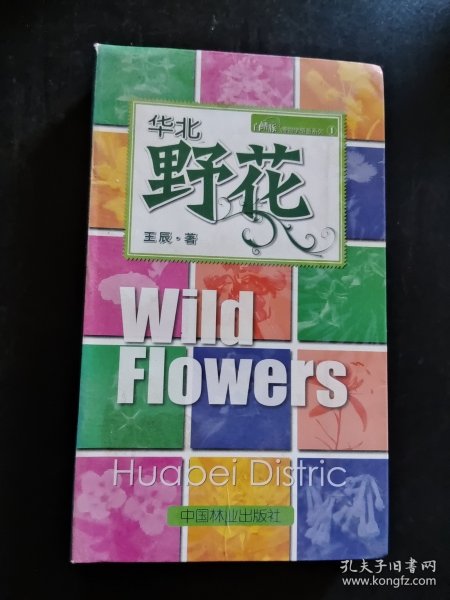 华北
野花
王辰·著
Wild
Flowers
Huabei Distric
中国林业出版社
孔夫子旧书网
www.kongfz.com